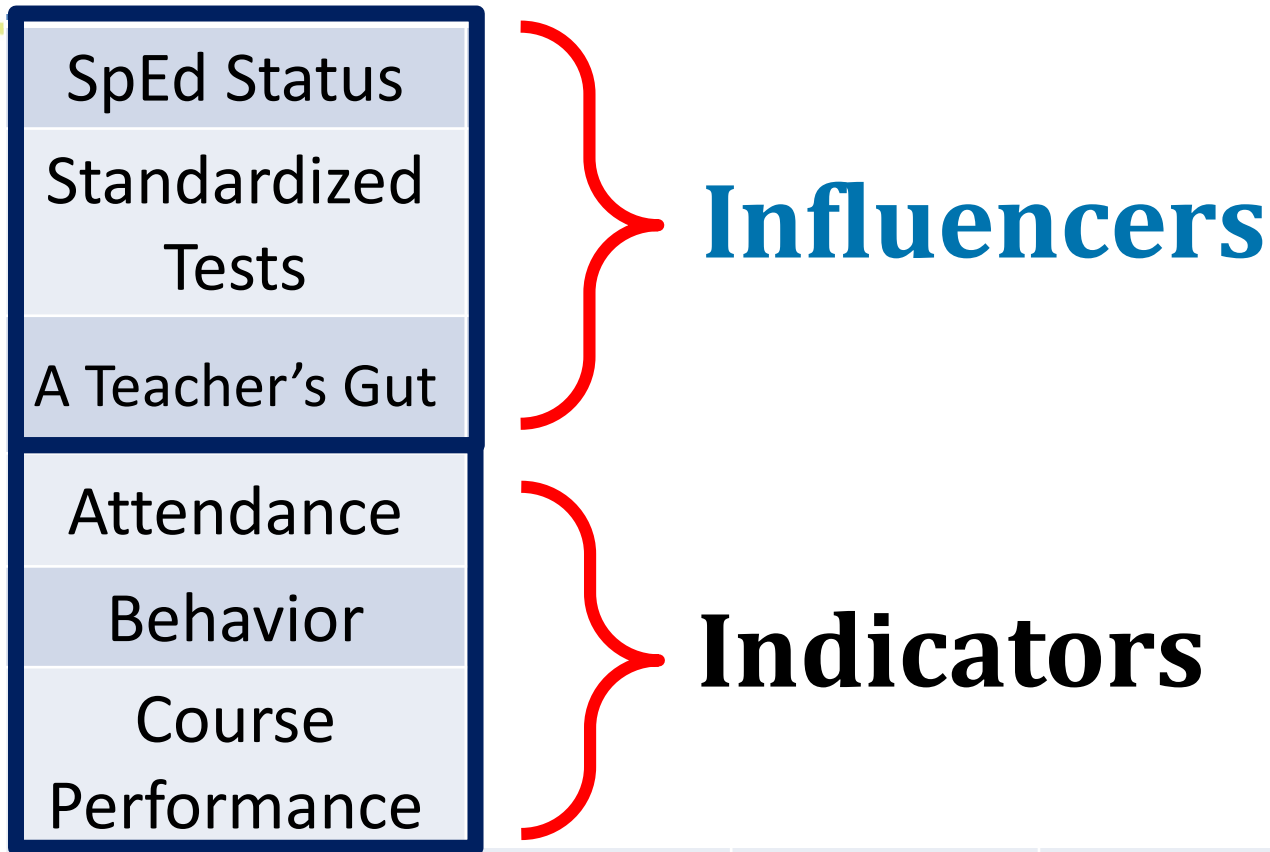 SpEd Status
Standardized
Tests
A Teacher’s Gut
Influencers
Attendance
Behavior
Course
Performance
Indicators